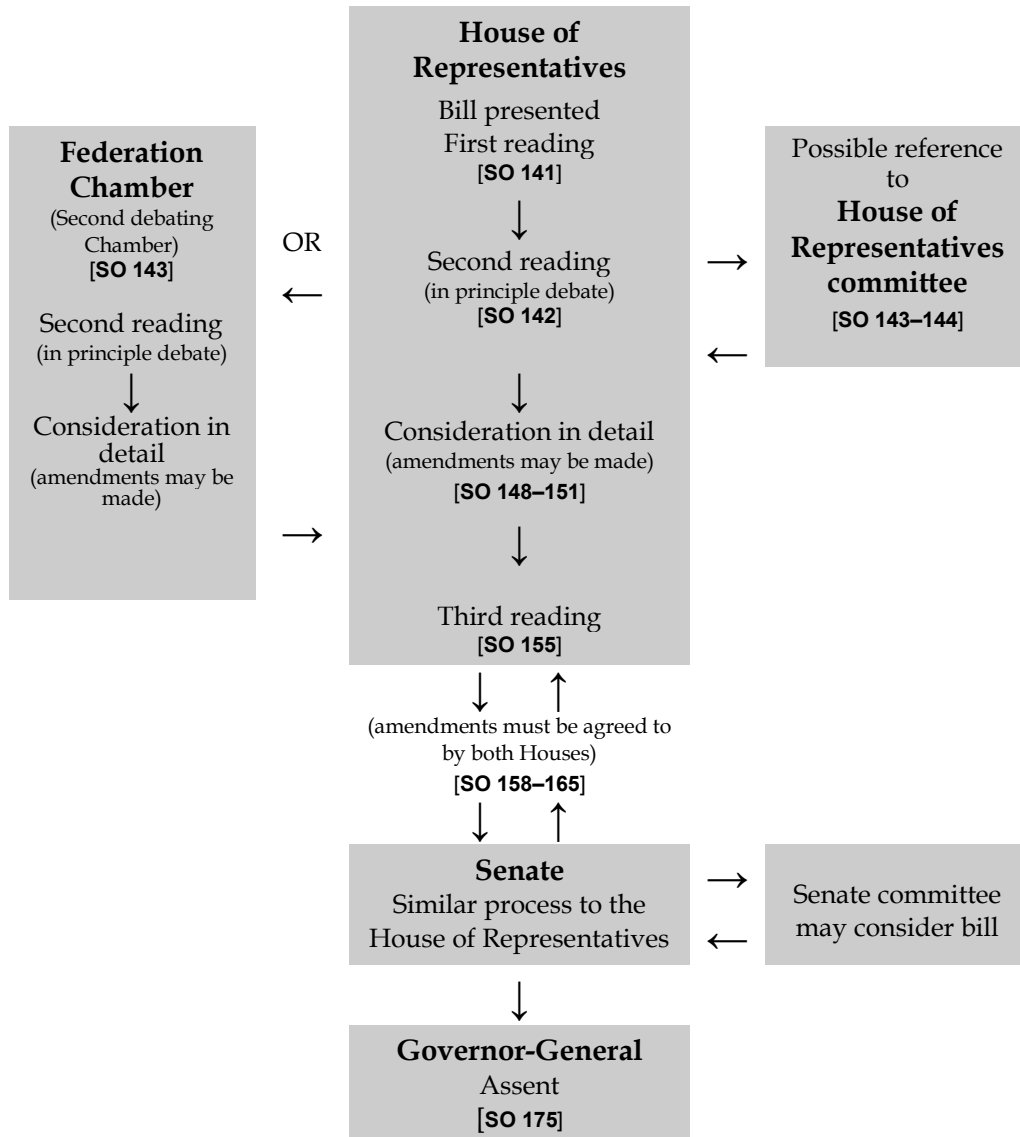 House of
Representatives
Bill presented
First reading
[SO 141]
↓
Second reading
(in principle debate)
[SO 142]
↓
Consideration in detail
(amendments may be made)
[SO 148–151]
↓
Third reading
[SO 155]
Federation
Chamber
(Second debating
Chamber)
[SO 143]
Second reading
(in principle debate)
↓
Consideration in
detail
(amendments may be
made)
OR
←
→
→
←
Possible reference
to
House of
Representatives
committee
[SO 143–144]
↓ ↑
(amendments must be agreed to
by both Houses)
[SO 158–165]
↓ ↑
Senate
Similar process to the
House of Representatives
→
←
Senate committee
may consider bill
↓
Governor-General
Assent
[SO 175]